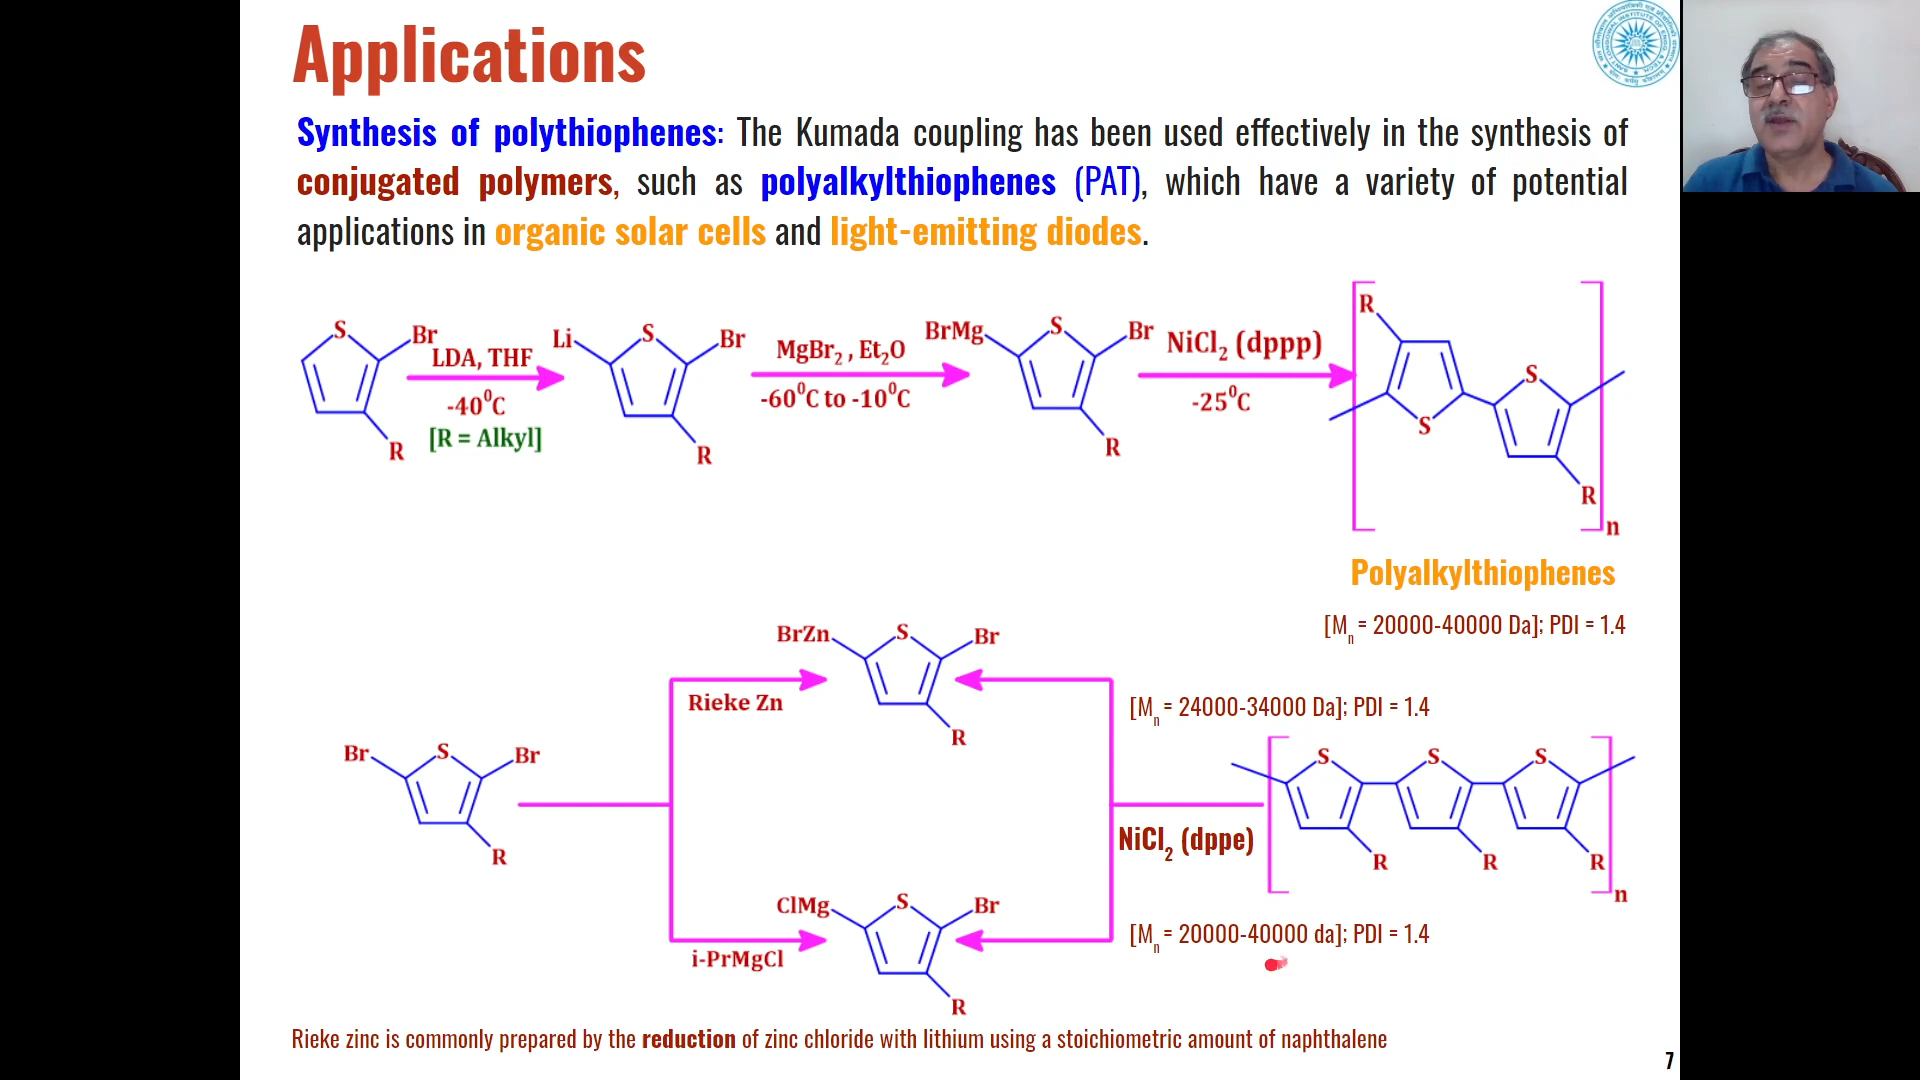 Applications
Synthesis of polythiophenes: The Kumada coupling has been used effectively in the synthesis of
conjugated polymers, such as polyalkylthiophenes (PAT), which have a variety of potential
applications in organic solar cells and light-emitting diodes.
S
Br
R
LDA, THF
-40⁰C
[R = Alkyl]
Li
S
Br
R
MgBr₂ , Et₂O
-60⁰C to -10⁰C
BrMg
S
Br
R
NiCl₂ (dppp)
-25⁰C
R
S
S
R
n
Polyalkylthiophenes
[Mₙ = 20000-40000 Da]; PDI = 1.4
BrZn
S
Br
R
Rieke Zn
[Mₙ = 24000-34000 Da]; PDI = 1.4
Br
S
Br
R
NiCl₂ (dppe)
S
S
S
R
R
R
n
ClMg
S
Br
R
i-PrMgCl
[Mₙ = 20000-40000 da]; PDI = 1.4
Rieke zinc is commonly prepared by the reduction of zinc chloride with lithium using a stoichiometric amount of naphthalene
7